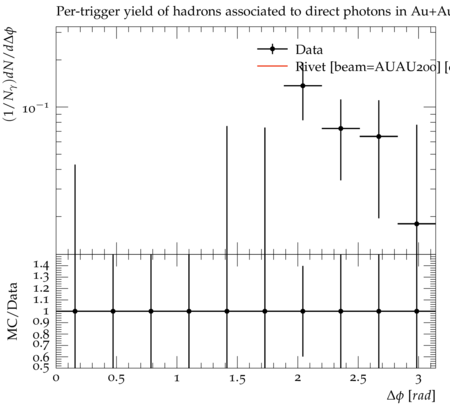 Per-trigger yield of hadrons associated to direct photons in Au+Au
(1/Nγ)dN/dΔφ
Data
Rivet [beam=AUAU200] [
10⁻¹
MC/Data
1.4
1.3
1.2
1.1
1
0.9
0.8
0.7
0.6
0.5
0 0.5 1 1.5 2 2.5 3
Δφ [rad]